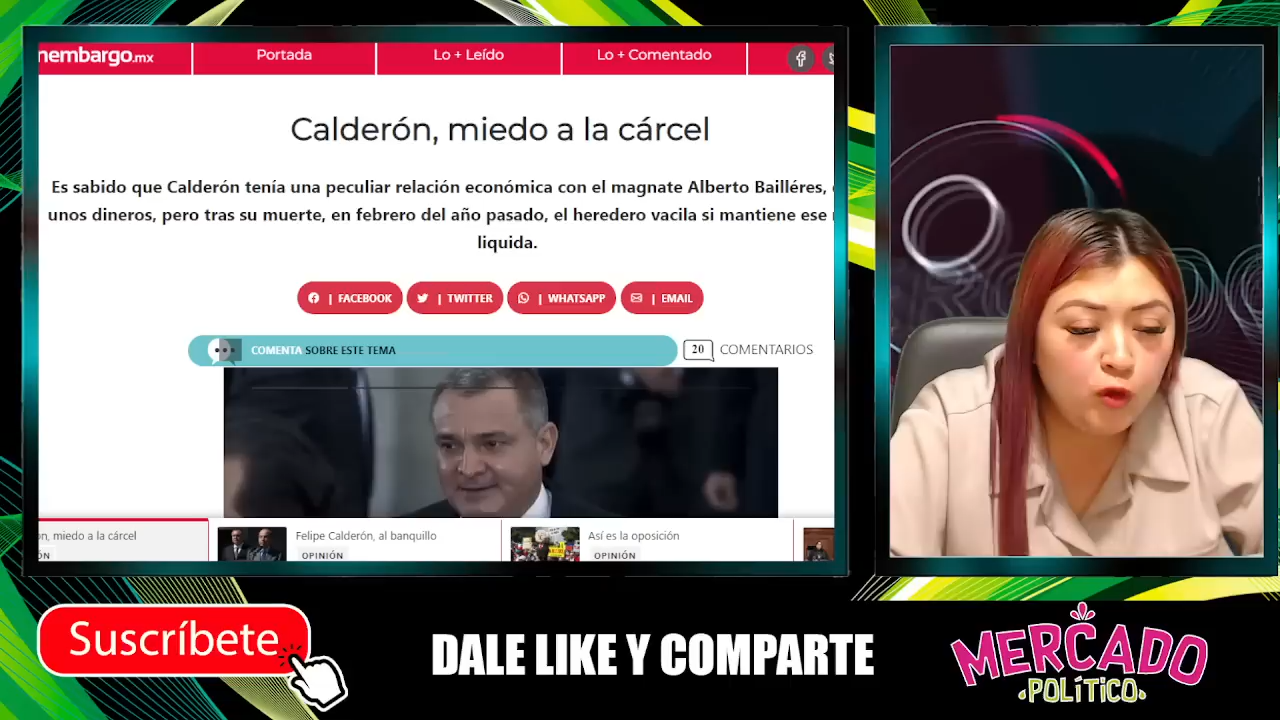 nembargo.mx
Portada
Lo + Leído
Lo + Comentado
Calderón, miedo a la cárcel
Es sabido que Calderón tenía una peculiar relación económica con el magnate Alberto Bailléres,
unos dineros, pero tras su muerte, en febrero del año pasado, el heredero vacila si mantiene ese
liquida.
| FACEBOOK
| TWITTER
| WHATSAPP
| EMAIL
COMENTA SOBRE ESTE TEMA
20 COMENTARIOS
on, miedo a la cárcel
ÓN
Felipe Calderón, al banquillo
OPINIÓN
Así es la oposición
OPINIÓN
Suscríbete
DALE LIKE Y COMPARTE
MERCADO
POLÍTICO